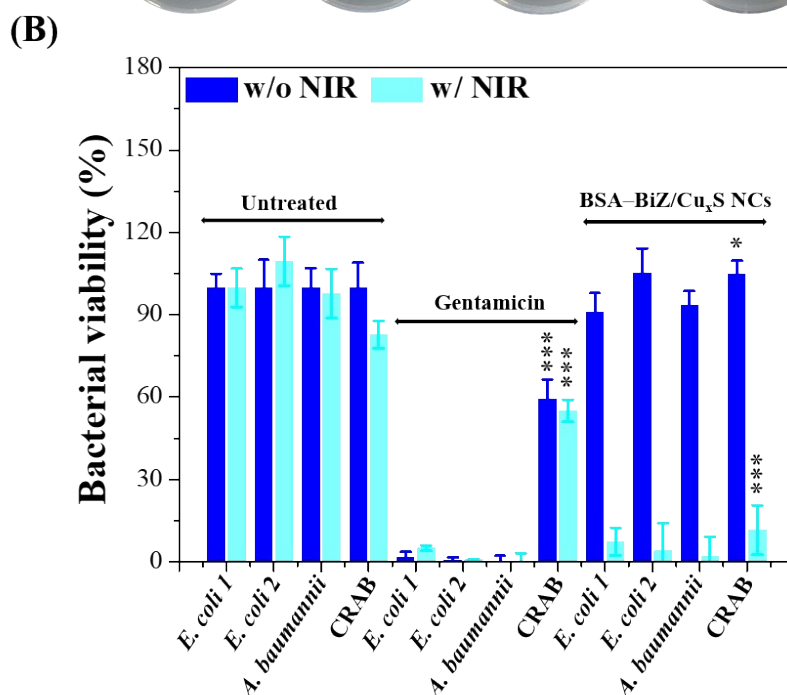 (B)
180
150
120
90
60
30
0
Bacterial viability (%)
w/o NIR
w/ NIR
Untreated
Gentamicin
BSA–BiZ/CuₓS NCs
***
***
*
***
E. coli 1
E. coli 2
A. baumannii
CRAB
E. coli 1
E. coli 2
A. baumannii
CRAB
E. coli 1
E. coli 2
A. baumannii
CRAB